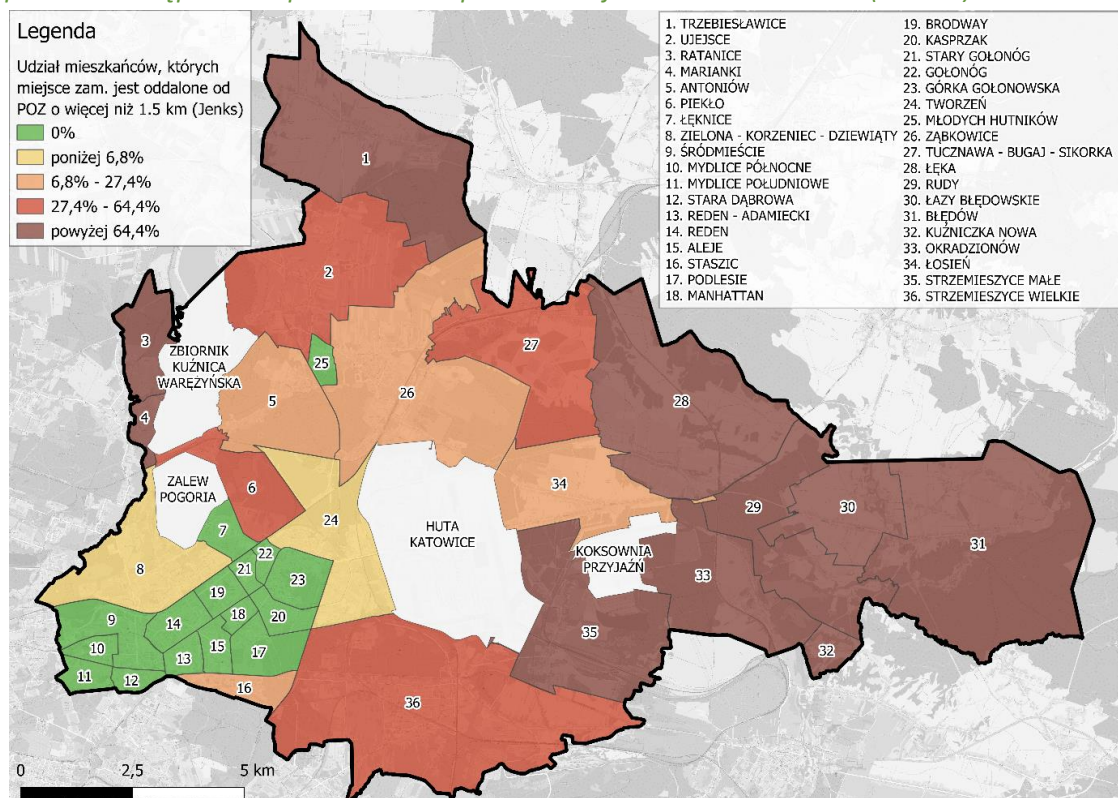 Legenda
Udział mieszkańców, których
miejsce zam. jest oddalone od
POZ o więcej niż 1.5 km (Jenks)
0%
poniżej 6,8%
6,8% - 27,4%
27,4% - 64,4%
powyżej 64,4%
1. TRZEBIESŁAWICE
2. UJEJSCE
3. RATANICE
4. MARIANKI
5. ANTONIÓW
6. PIEKŁO
7. ŁĘKNICE
8. ZIELONA - KORZENIEC - DZIEWIĄTY
9. ŚRÓDMIEŚCIE
10. MYDLICE PÓŁNOCNE
11. MYDLICE POŁUDNIOWE
12. STARA DĄBROWA
13. REDEN - ADAMIECKI
14. REDEN
15. ALEJE
16. STASZIC
17. PODLESIE
18. MANHATTAN
19. BRODWAY
20. KASPRZAK
21. STARY GOŁONÓG
22. GOŁONÓG
23. GÓRKA GOŁONOWSKA
24. TWORZEŃ
25. MŁODYCH HUTNIKÓW
26. ZĄBKOWICE
27. TUCZNAWA - BUGAJ - SIKORKA
28. ŁĘKA
29. RUDY
30. ŁAZY BŁĘDOWSKIE
31. BŁĘDÓW
32. KUŹNICZKA NOWA
33. OKRADZIONÓW
34. ŁOSIEŃ
35. STRZEMIESZYCE MAŁE
36. STRZEMIESZYCE WIELKIE
1
2
3
ZBIORNIK
KUŹNICA
WARĘŻYŃSKA
25
27
5
26
28
4
ZALEW
POGORIA
6
34
24
29
30
7
HUTA
KATOWICE
31
22
KOKSOWNIA
PRZYJAŹŃ
8
21
23
33
19
18
20
9
14
35
10
15
17
32
13
11
12
16
36
0
2,5
5 km